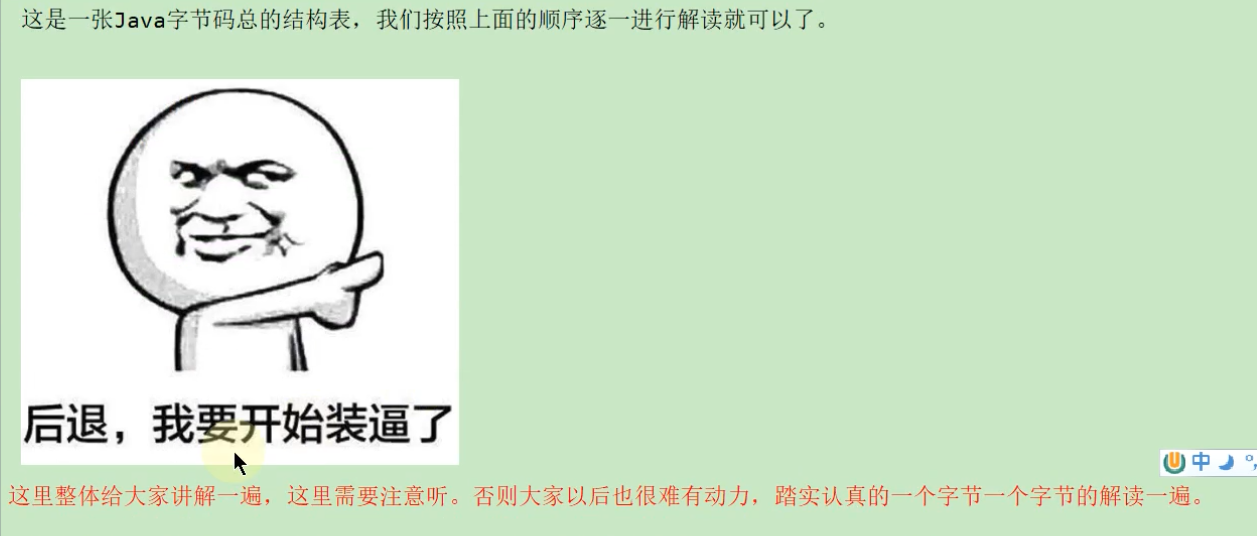 这是一张Java字节码总的结构表，我们按照上面的顺序逐一进行解读就可以了。
后退，我要开始装逼了
中
这里整体给大家讲解一遍，这里需要注意听。否则大家以后也很难有动力，踏实认真的一个字节一个字节的解读一遍。